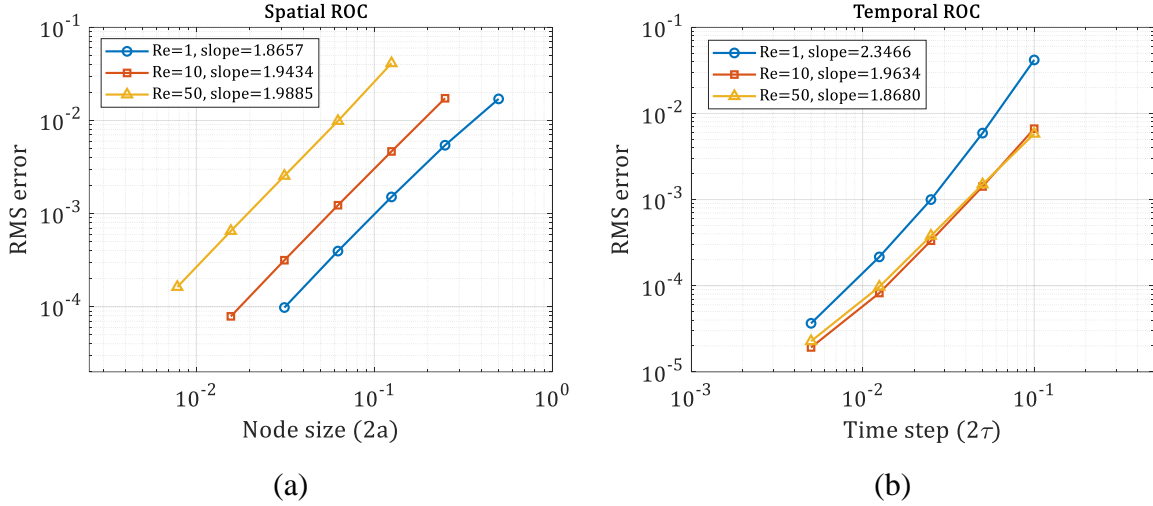 Spatial ROC
10^-1
10^-2
10^-3
10^-4
RMS error
Re=1, slope=1.8657
Re=10, slope=1.9434
Re=50, slope=1.9885
10^-2
10^-1
10^0
Node size (2a)
(a)
Temporal ROC
10^-1
10^-2
10^-3
10^-4
10^-5
RMS error
Re=1, slope=2.3466
Re=10, slope=1.9634
Re=50, slope=1.8680
10^-3
10^-2
10^-1
Time step (2τ)
(b)